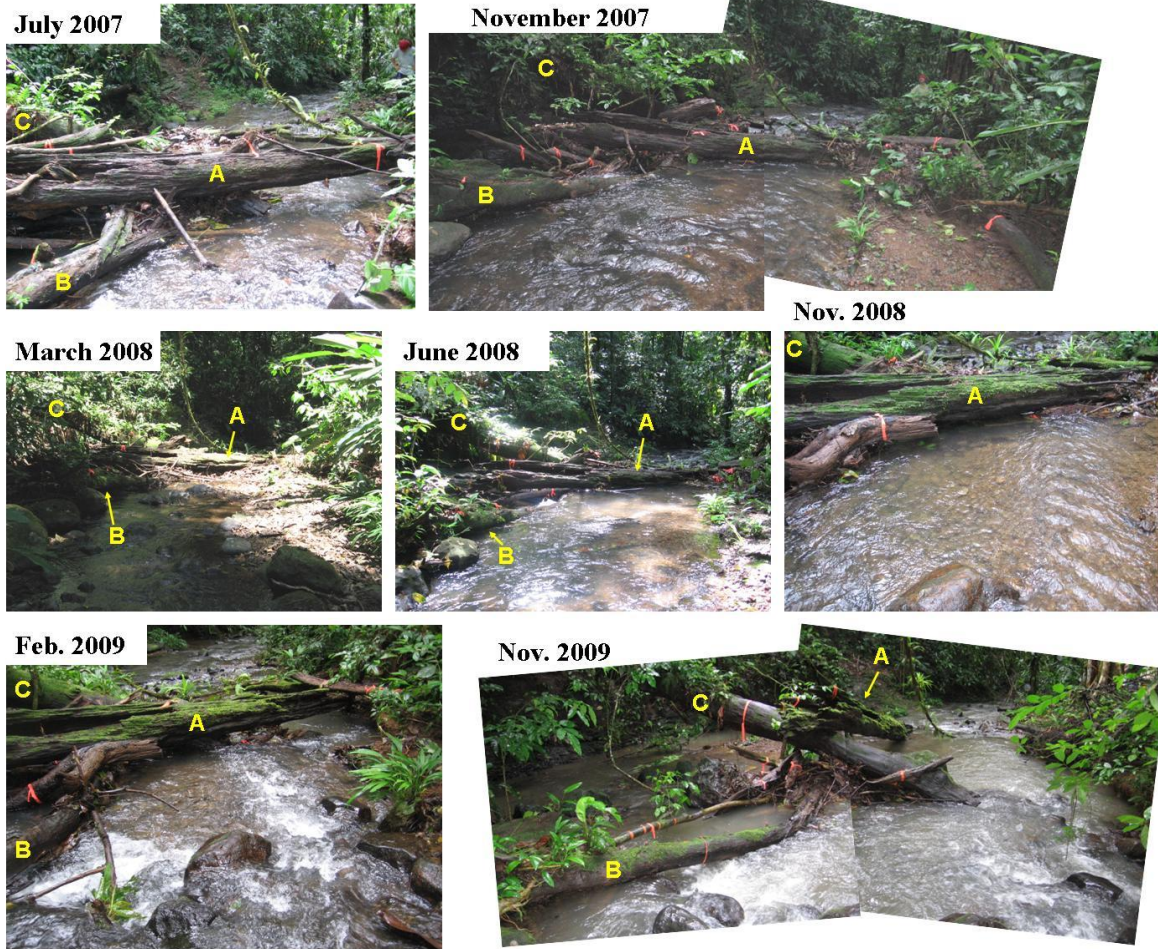 July 2007
C
A
B
November 2007
C
A
B
March 2008
C
A
B
June 2008
C
A
B
Nov. 2008
C
A
Feb. 2009
C
A
B
Nov. 2009
A
C
B